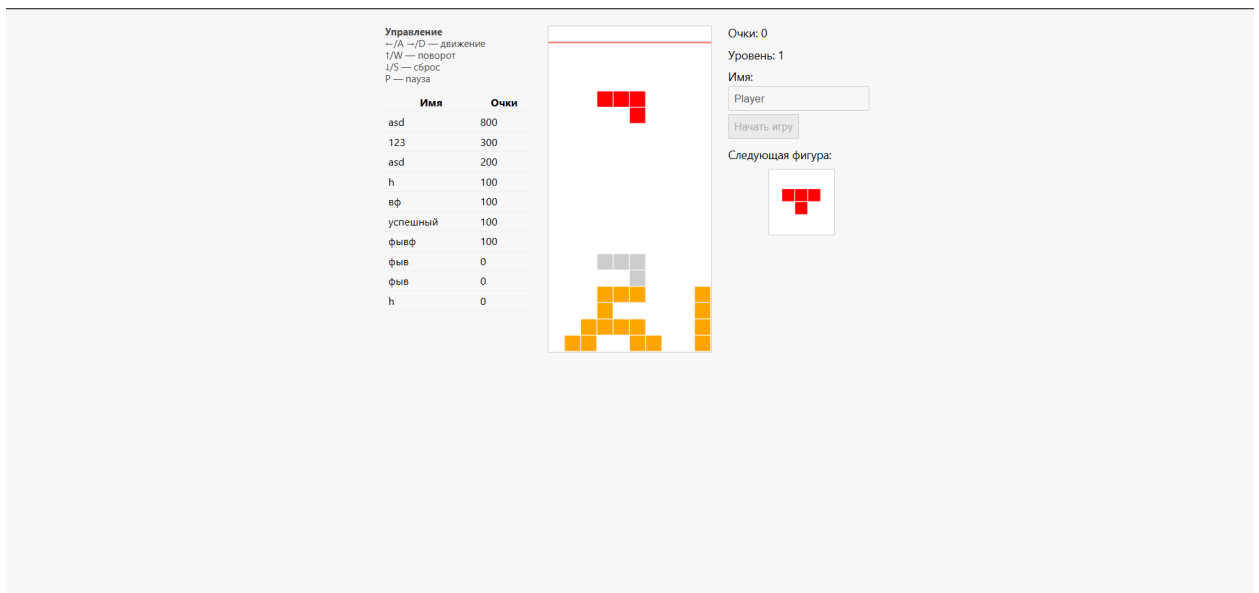 Управление
←/A →/D — движение
↑/W — поворот
↓/S — сброс
P — пауза
Имя Очки
asd 800
123 300
asd 200
h 100
вф 100
успешный 100
фывф 100
фыв 0
фыв 0
h 0
Очки: 0
Уровень: 1
Имя:
Player
Начать игру
Следующая фигура: